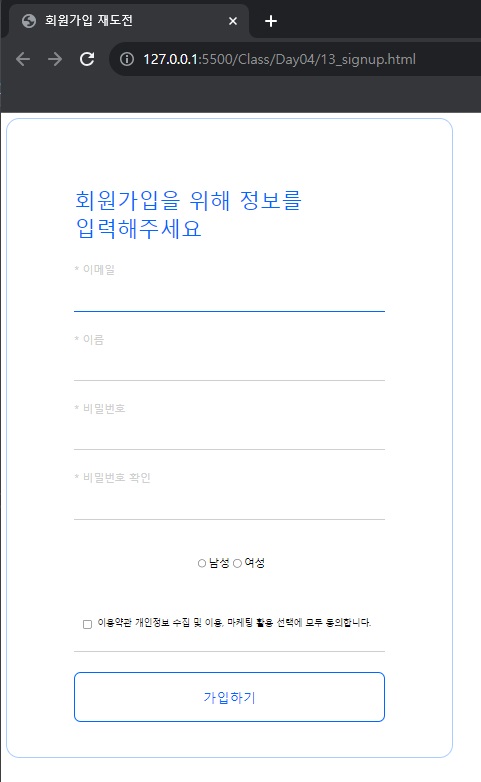 회원가입 재도전
127.0.0.1:5500/Class/Day04/13_signup.html
회원가입을 위해 정보를
입력해주세요
* 이메일
* 이름
* 비밀번호
* 비밀번호 확인
남성 여성
이용약관 개인정보 수집 및 이용, 마케팅 활용 선택에 모두 동의합니다.
가입하기